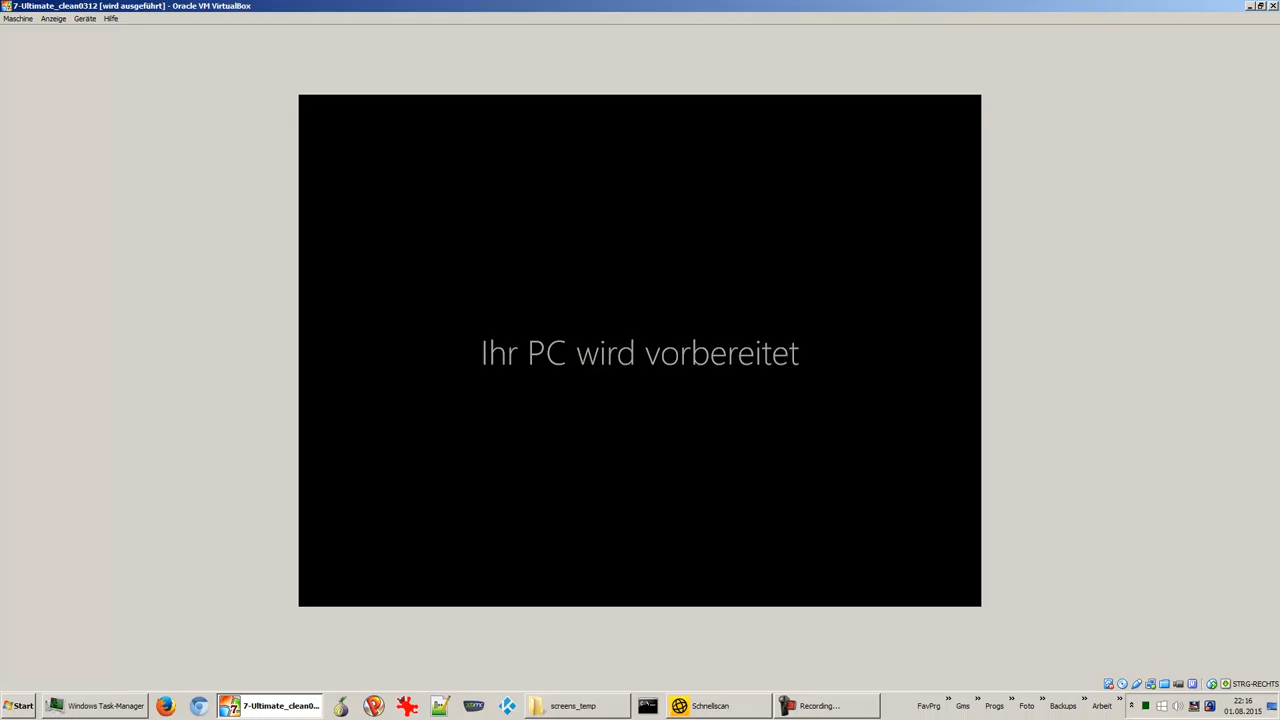 7-Ultimate_clean0312 [wird ausgeführt] - Oracle VM VirtualBox
Maschine Anzeige Geräte Hilfe
Ihr PC wird vorbereitet
STRG-RECHTS
Start Windows Task-Manager 7-Ultimate_clean0... screens_temp Schnellscan Recording... FavPrg » Gms » Progs » Foto » Backups » Arbeit » 22:16
01.08.2015